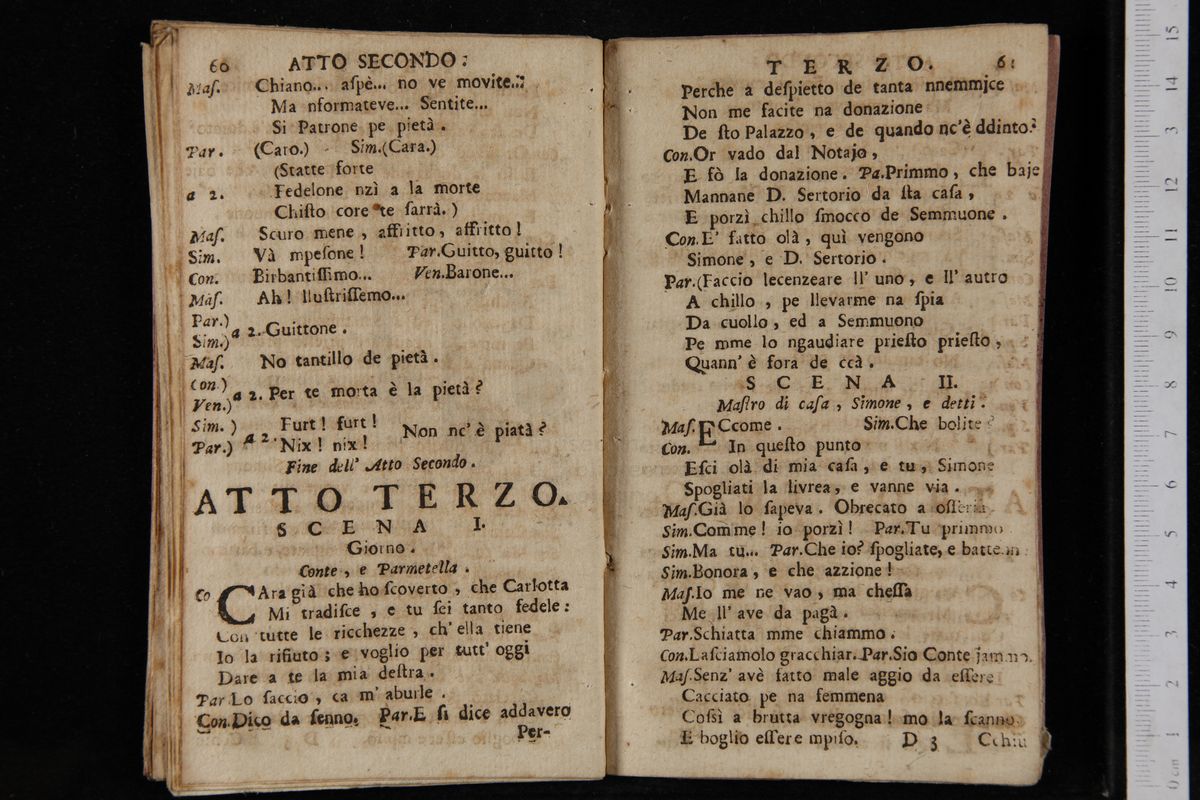 60 ATTO SECONDO:
Maſ. Chiano... aſpè... no ve movite...
Ma nformateve... Sentite...
Si Patrone pe pietà.
Par. (Caro.) - Sim.(Cara.)
(Statte forte
a 2. Fedelone nzì a la morte
Chiſto core te ſarrà.)
Maſ. Scuro mene, affritto, affritto!
Sim. Và mpeſone! Par.Guitto, guitto!
Con. Birbantiſſimo... Ven.Barone...
Maſ. Ah! Iluſtriſſemo...
Par.)
a 2. Guittone.
Sim.)
Maſ. No tantillo de pietà.
Con.)
a 2. Per te morta è la pietà?
Ven.)
Sim.) Furt! furt!
a 2. Non nc'è piatà?
Par.) Nix! nix!
Fine dell' Atto Secondo.
ATTO TERZO.
SCENA I.
Giorno.
Conte, e Parmetella.
Co CAra già che ho ſcoverto, che Carlotta
Mi tradiſce, e tu ſei tanto fedele:
Con tutte le ricchezze, ch' ella tiene
Io la rifiuto; e voglio per tutt' oggi
Dare a te la mia deſtra.
Par.Lo ſaccio, ca m' aburle.
Con.Dico da ſenno. Par.E ſi dice addavero
Per-
TERZO. 61
Perche a deſpietto de tanta nnemmice
Non me facite na donazione
De ſto Palazzo, e de quando nc'è ddinto?
Con.Or vado dal Notajo,
E fò la donazione. Pa.Primmo, che baje
Mannane D. Sertorio da ſta caſa,
E porzì chillo ſmocco de Semmuone.
Con.E' fatto olà, quì vengono
Simone, e D. Sertorio.
Par.(Faccio lecenzeare ll' uno, e ll' autro
A chillo, pe llevarme na ſpia
Da cuollo, ed a Semmuono
Pe mme lo ngaudiare prieſto prieſto,
Quann' è fora de ccà.
SCENA II.
Maſtro di caſa, Simone, e detti.
Maſ. ECcome. Sim.Che bolite?
Con. In queſto punto
Eſci olà di mia caſa, e tu, Simone
Spogliati la livrea, e vanne via.
Maſ.Già lo ſapeva. Obrecato a oſſeria
Sim.Comme! io porzì! Par.Tu primmo
Sim.Ma tu... Par.Che io? ſpogliate, e
Sim.Bonora, e che azzione!
Maſ.Io me ne vao, ma cheſſa
Me ll' ave da pagà.
Par.Schiatta mme chiammo.
Con.Laſciamolo gracchiar. Par.Sio Conte jammo.
Maſ.Senz' avè fatto male aggio da eſſere
Cacciato pe na femmena
Coſſì a brutta vregogna! mo la ſcanno,
E boglio eſſere mpiſo. D 3 Cchiù